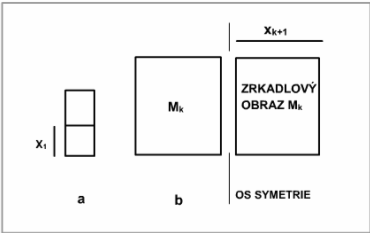 x₁
a
Mₖ
b
xₖ₊₁
ZRKADLOVÝ
OBRAZ Mₖ
OS SYMETRIE